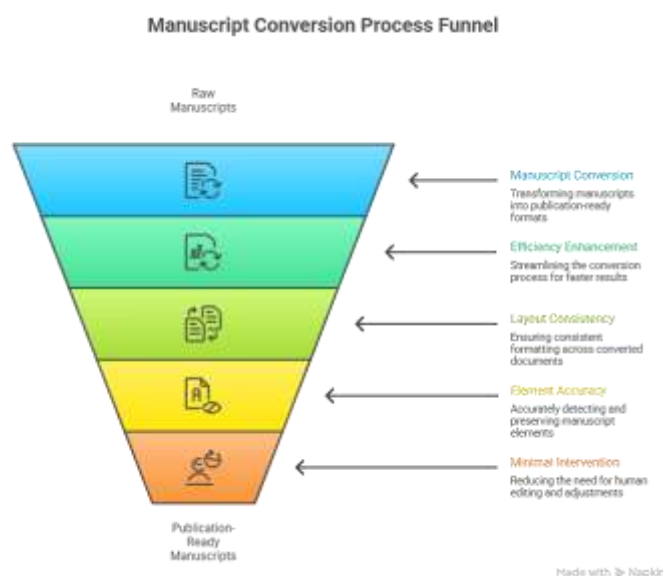 Manuscript Conversion Process Funnel
Raw
Manuscripts
Manuscript Conversion
Transforming manuscripts
into publication-ready
formats
Efficiency Enhancement
Streamlining the conversion
process for faster results
Layout Consistency
Ensuring consistent
formatting across converted
documents
Element Accuracy
Accurately detecting and
preserving manuscript
elements
Minimal Intervention
Reducing the need for human
editing and adjustments
Publication-
Ready
Manuscripts
Made with Napkin